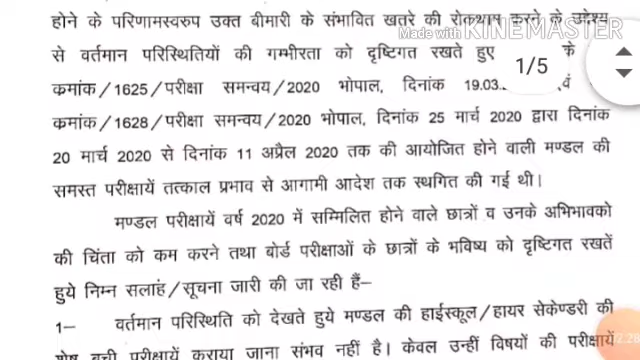 होने के परिणामस्वरुप उक्त बीमारी के संभावित खतरे की रोकथाम करने के उद्देश्य
Made with KINEMASTER
से वर्तमान परिस्थितियों की गम्भीरता को दृष्टिगत रखते हुए के
1/5
कमांक/1625/परीक्षा समन्वय/2020 भोपाल, दिनांक 19.03.
कमांक/1628/परीक्षा समन्वय/2020 भोपाल, दिनांक 25 मार्च 2020 द्वारा दिनांक
20 मार्च 2020 से दिनांक 11 अप्रैल 2020 तक की आयोजित होने वाली मण्डल की
समस्त परीक्षायें तत्काल प्रभाव से आगामी आदेश तक स्थगित की गई थी।
मण्डल परीक्षायें वर्ष 2020 में सम्मिलित होने वाले छात्रों व उनके अभिभावको
की चिंता को कम करने तथा बोर्ड परीक्षाओं के छात्रों के भविष्य को दृष्टिगत रखतें
हुये निम्न सलांह/सूचना जारी की जा रही हैं–
1– वर्तमान परिस्थिति को देखते हुये मण्डल की हाईस्कूल/हायर सेकेण्डरी की
शेष बची परीक्षायें कराया जाना संभव नहीं है। केवल उन्हीं विषयों की परीक्षायें